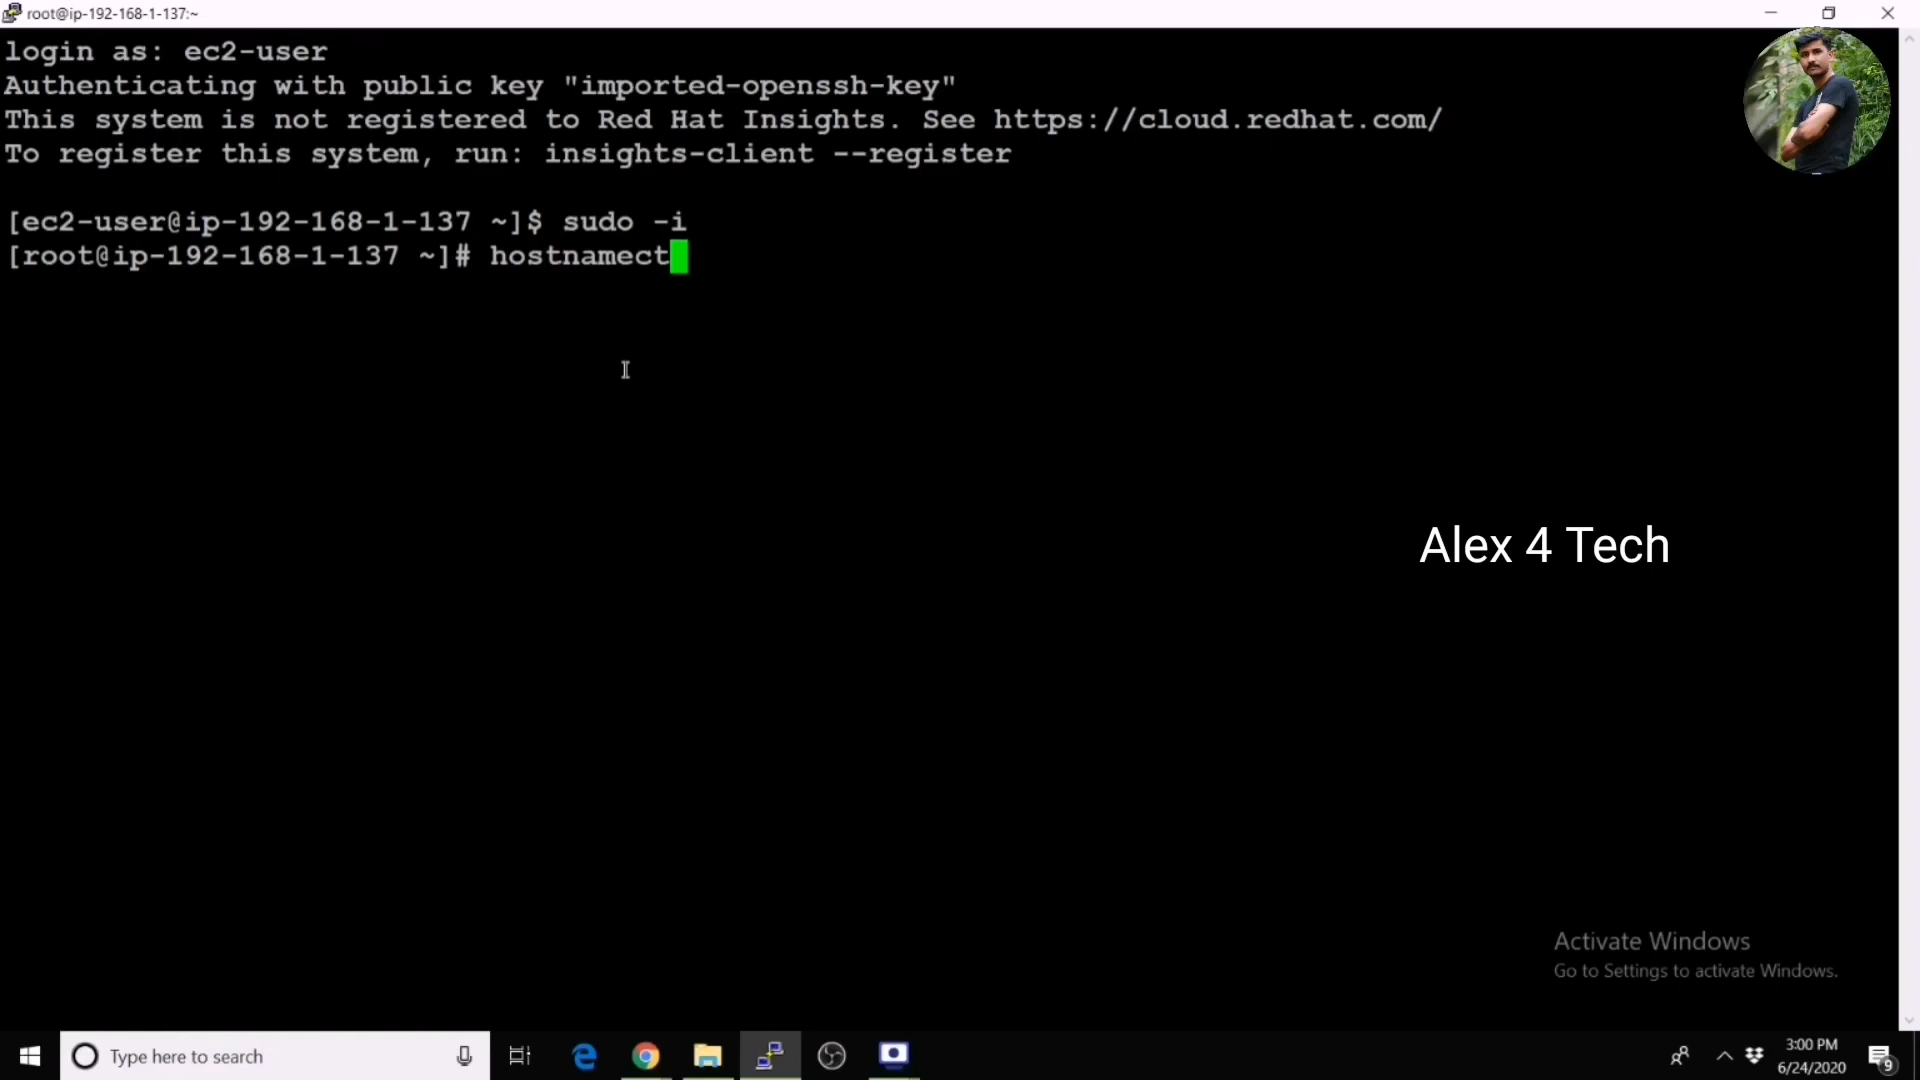 root@ip-192-168-1-137:~
login as: ec2-user
Authenticating with public key "imported-openssh-key"
This system is not registered to Red Hat Insights. See https://cloud.redhat.com/
To register this system, run: insights-client --register
[ec2-user@ip-192-168-1-137 ~]$ sudo -i
[root@ip-192-168-1-137 ~]# hostnamect
Alex 4 Tech
Activate Windows
Go to Settings to activate Windows.
Type here to search
3:00 PM
6/24/2020
9